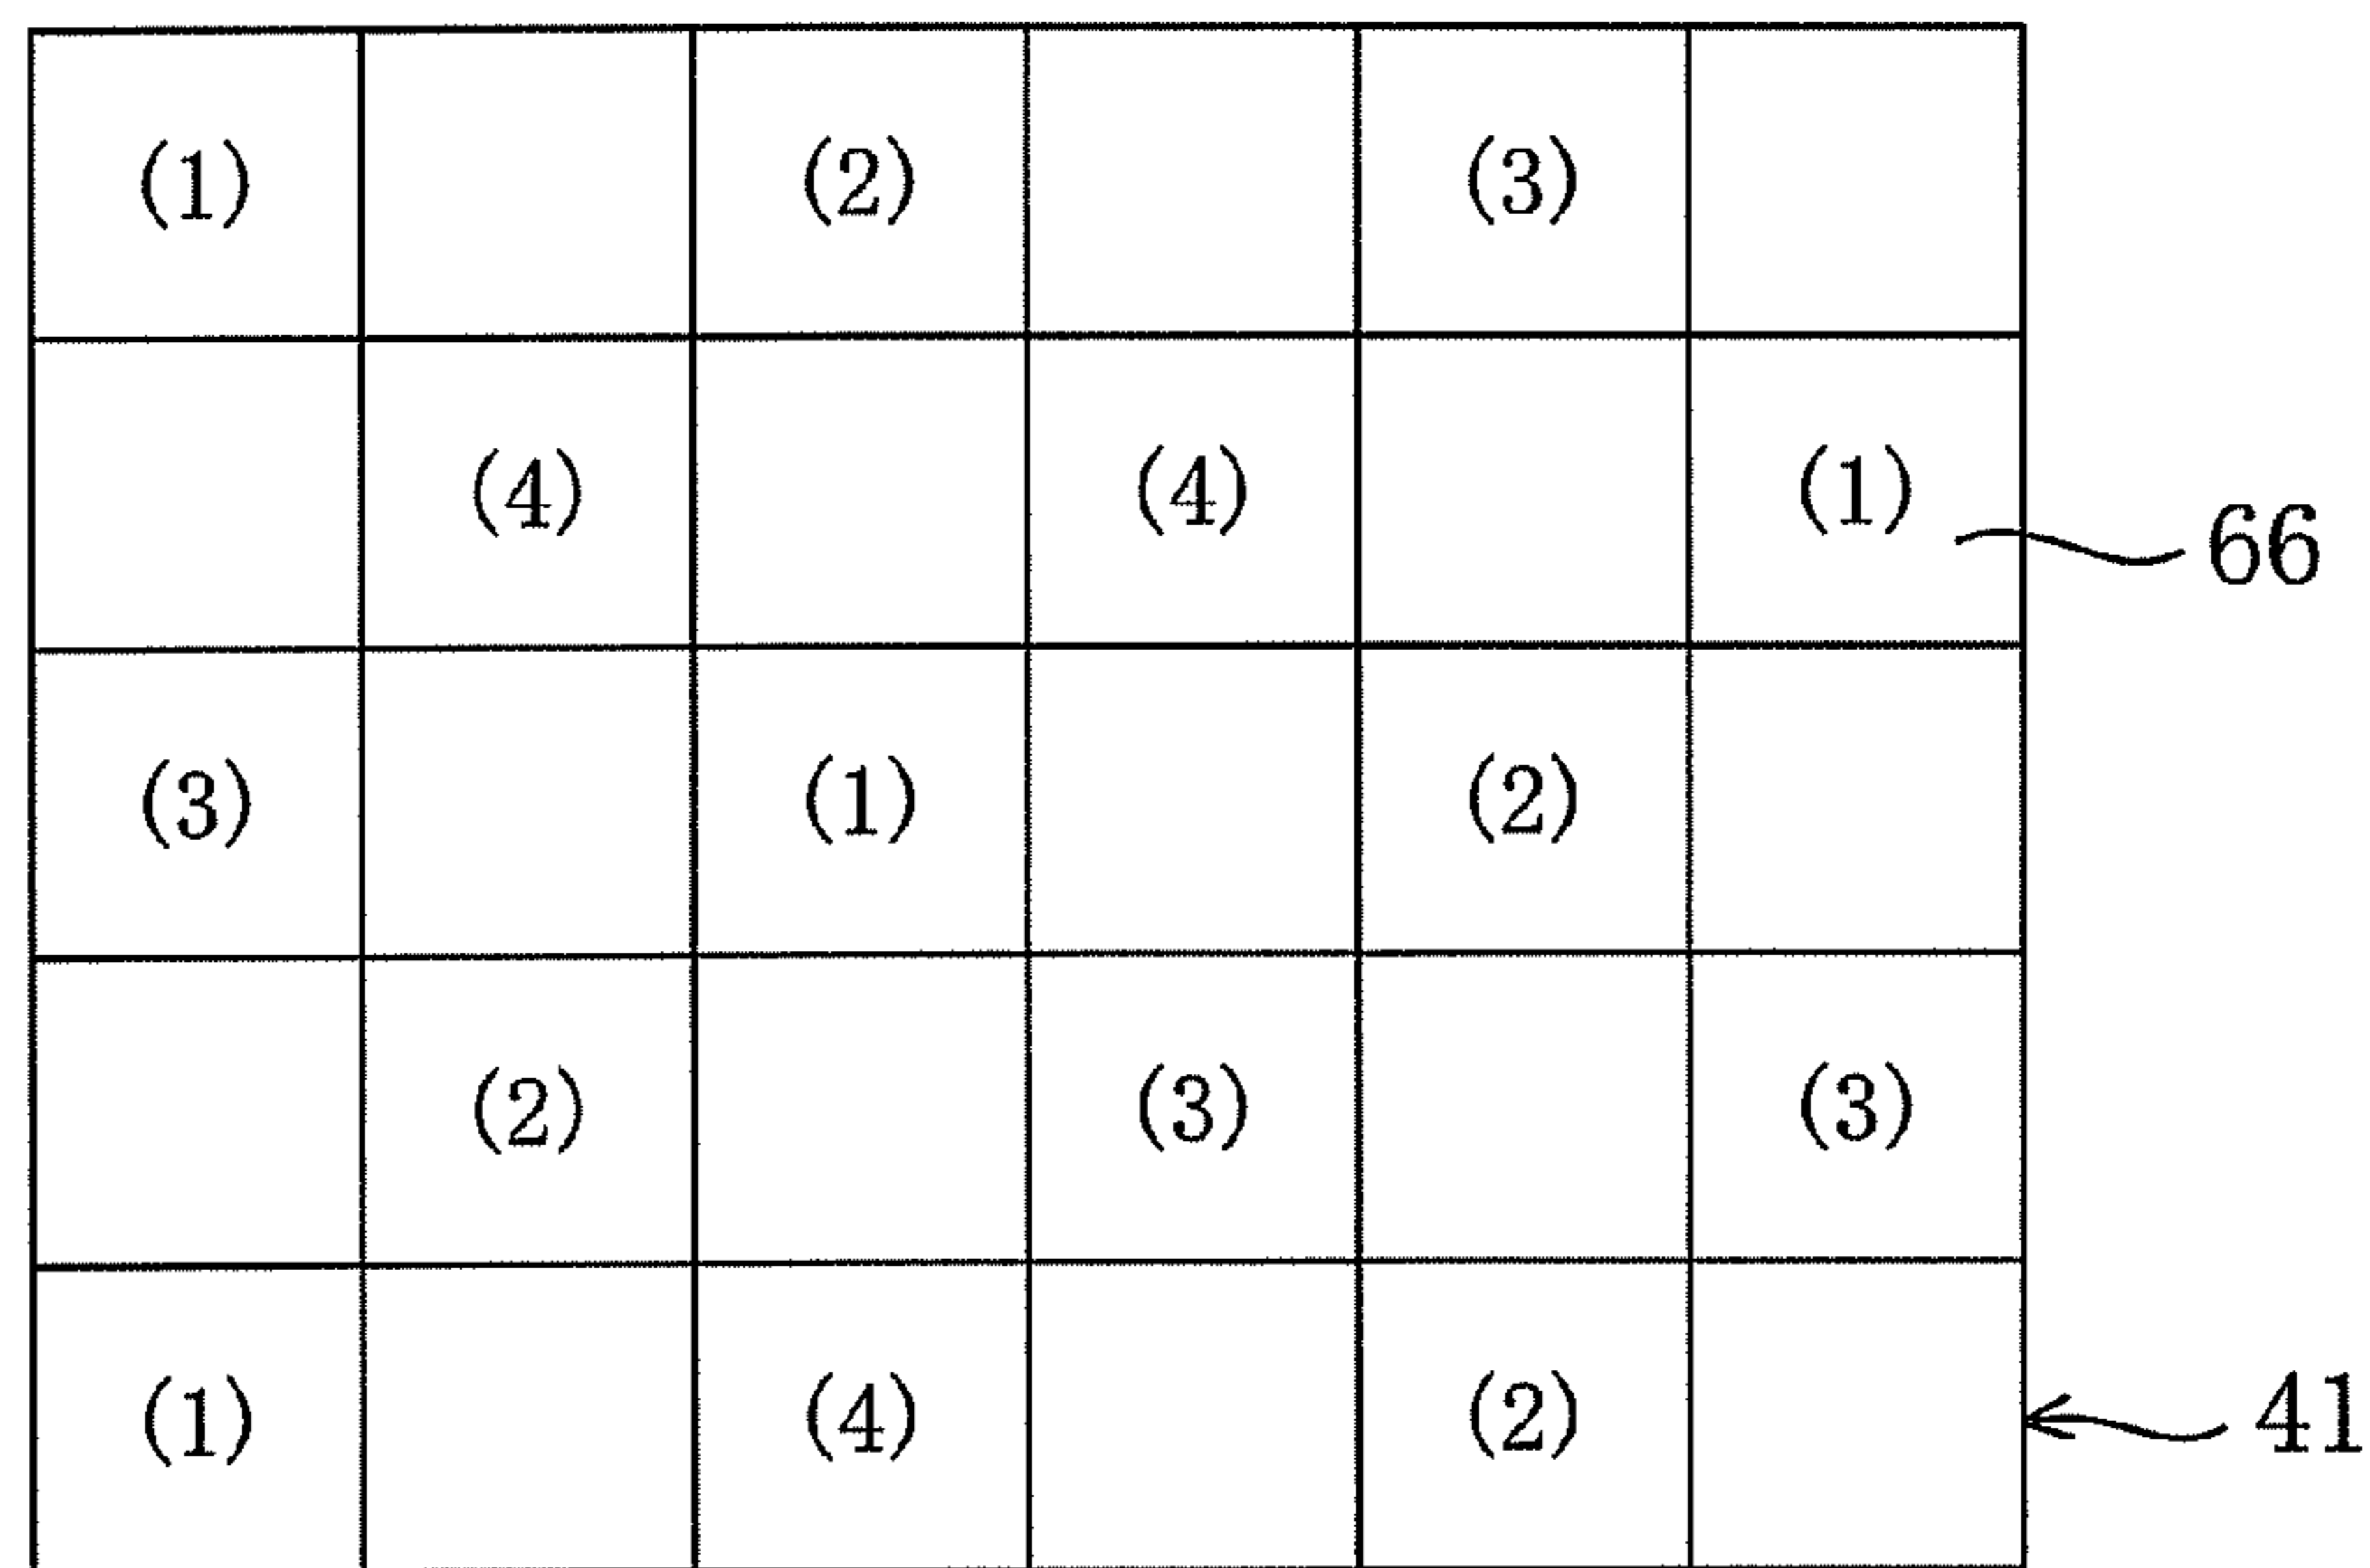 (1) (2) (3)
(4) (4) (1)
66
(3) (1) (2)
(2) (3) (3)
(1) (4) (2)
41